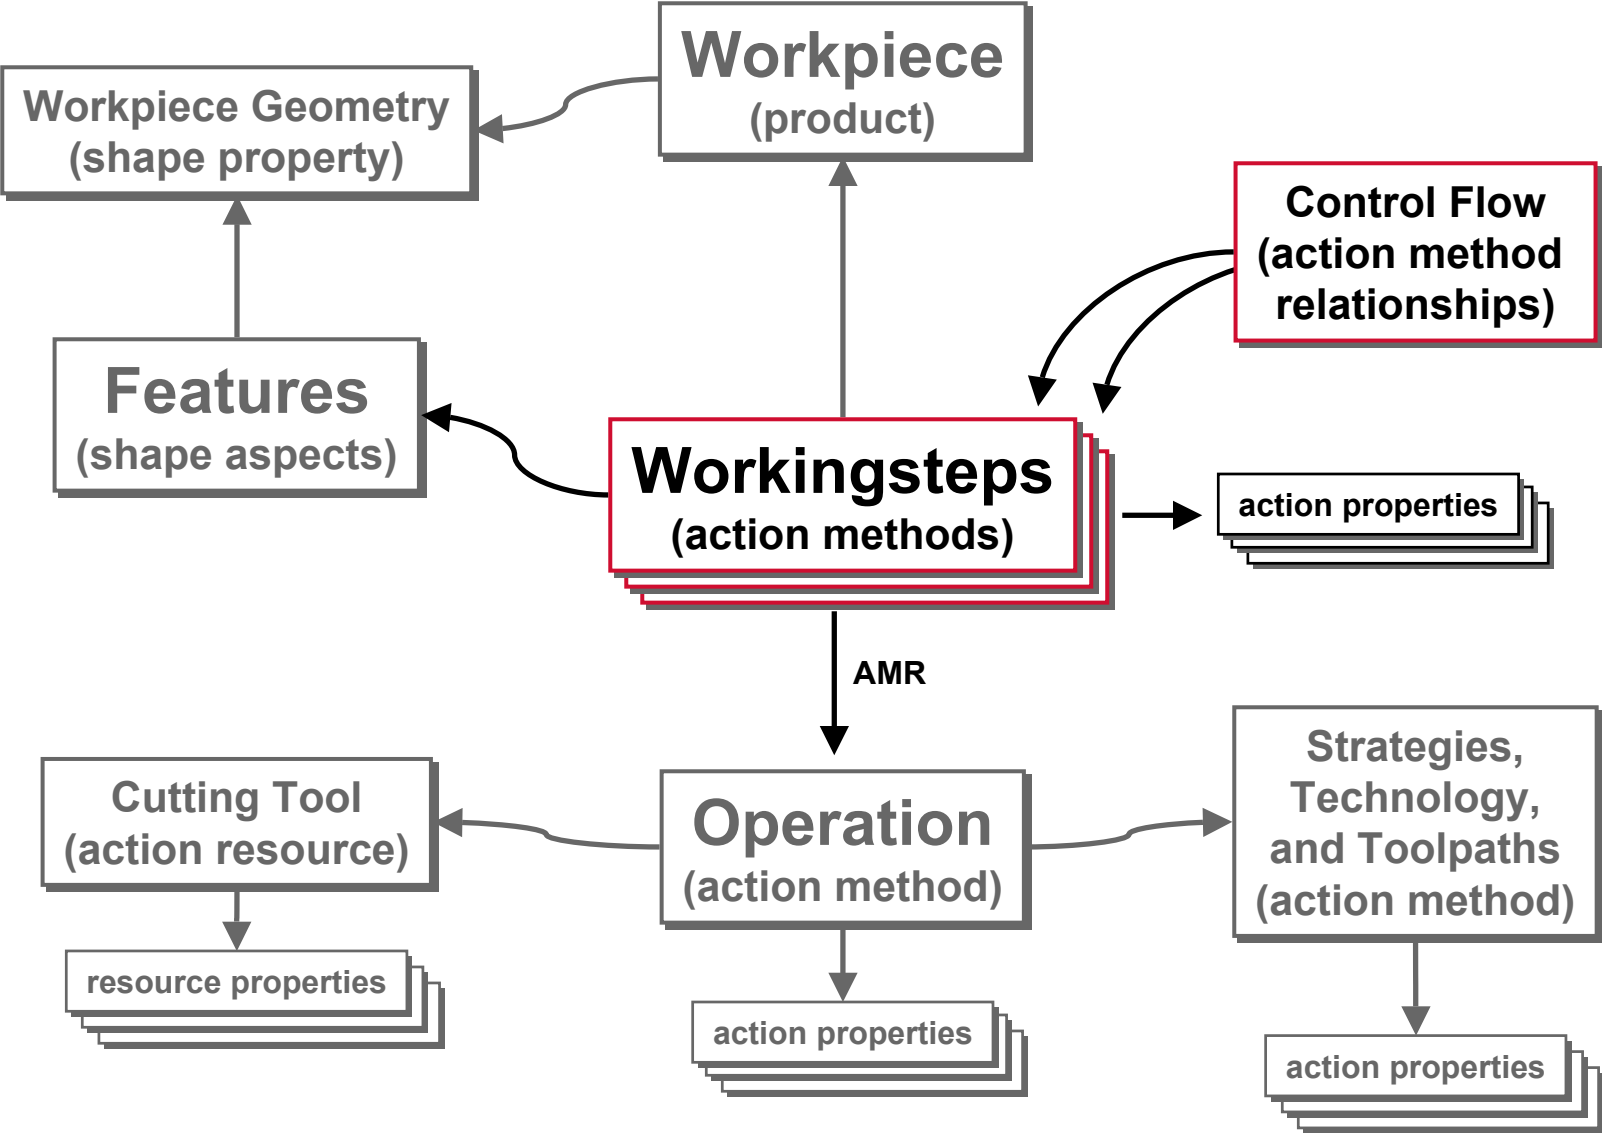 Workpiece
(product)
Workpiece Geometry
(shape property)
Control Flow
(action method
relationships)
Features
(shape aspects)
Workingsteps
(action methods)
action properties
AMR
Cutting Tool
(action resource)
Operation
(action method)
Strategies,
Technology,
and Toolpaths
(action method)
resource properties
action properties
action properties